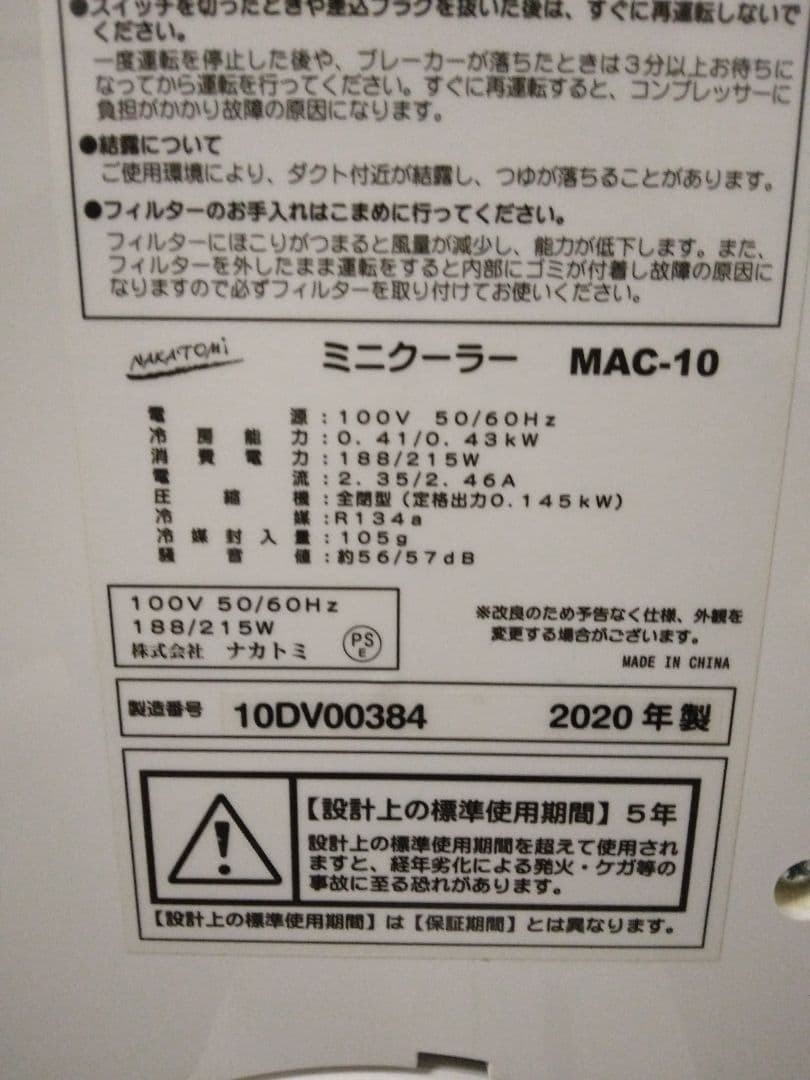 ●スイッチを切ったときや差込プラグを抜いた後は、すぐに再運転しないで
ください。
一度運転を停止した後や、ブレーカーが落ちたときは3分以上お待ちに
なってから運転を行ってください。すぐに再運転すると、コンプレッサーに
負担がかかり故障の原因になります。
●結露について
ご使用環境により、ダクト付近が結露し、つゆが落ちることがあります。
●フィルターのお手入れはこまめに行ってください。
フィルターにほこりがつまると風量が減少し、能力が低下します。また、
フィルターを外したまま運転をすると内部にゴミが付着し故障の原因に
なりますので必ずフィルターを取り付けてお使いください。
NAKATOMI ミニクーラー MAC-10
電源:100V 50/60Hz
冷房能力:0.41/0.43kW
消費電力:188/215W
電流:2.35/2.46A
圧縮機:全閉型(定格出力0.145kW)
冷媒:R134a
冷媒封入量:105g
騒音値:約56/57dB
100V 50/60Hz
188/215W
株式会社 ナカトミ
PS
E
※改良のため予告なく仕様、外観を
変更する場合がございます。
MADE IN CHINA
製造番号 10DV00384 2020年製
【設計上の標準使用期間】5年
設計上の標準使用期間を超えて使用され
ますと、経年劣化による発火・ケガ等の
事故に至る恐れがあります。
【設計上の標準使用期間】は【保証期間】とは異なります。